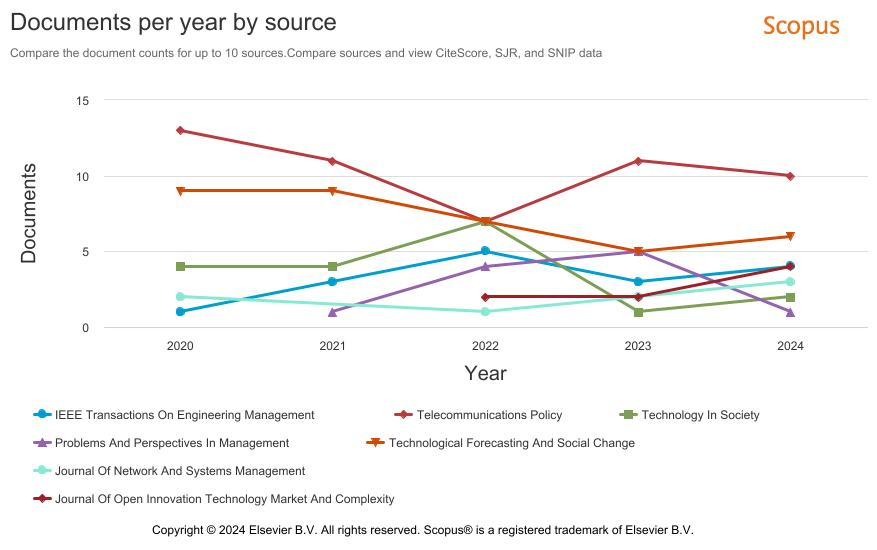 Documents per year by source
Scopus
Compare the document counts for up to 10 sources.Compare sources and view CiteScore, SJR, and SNIP data
15
10
5
0
Documents
2020 2021 2022 2023 2024
Year
IEEE Transactions On Engineering Management Telecommunications Policy Technology In Society
Problems And Perspectives In Management Technological Forecasting And Social Change
Journal Of Network And Systems Management
Journal Of Open Innovation Technology Market And Complexity
Copyright © 2024 Elsevier B.V. All rights reserved. Scopus® is a registered trademark of Elsevier B.V.